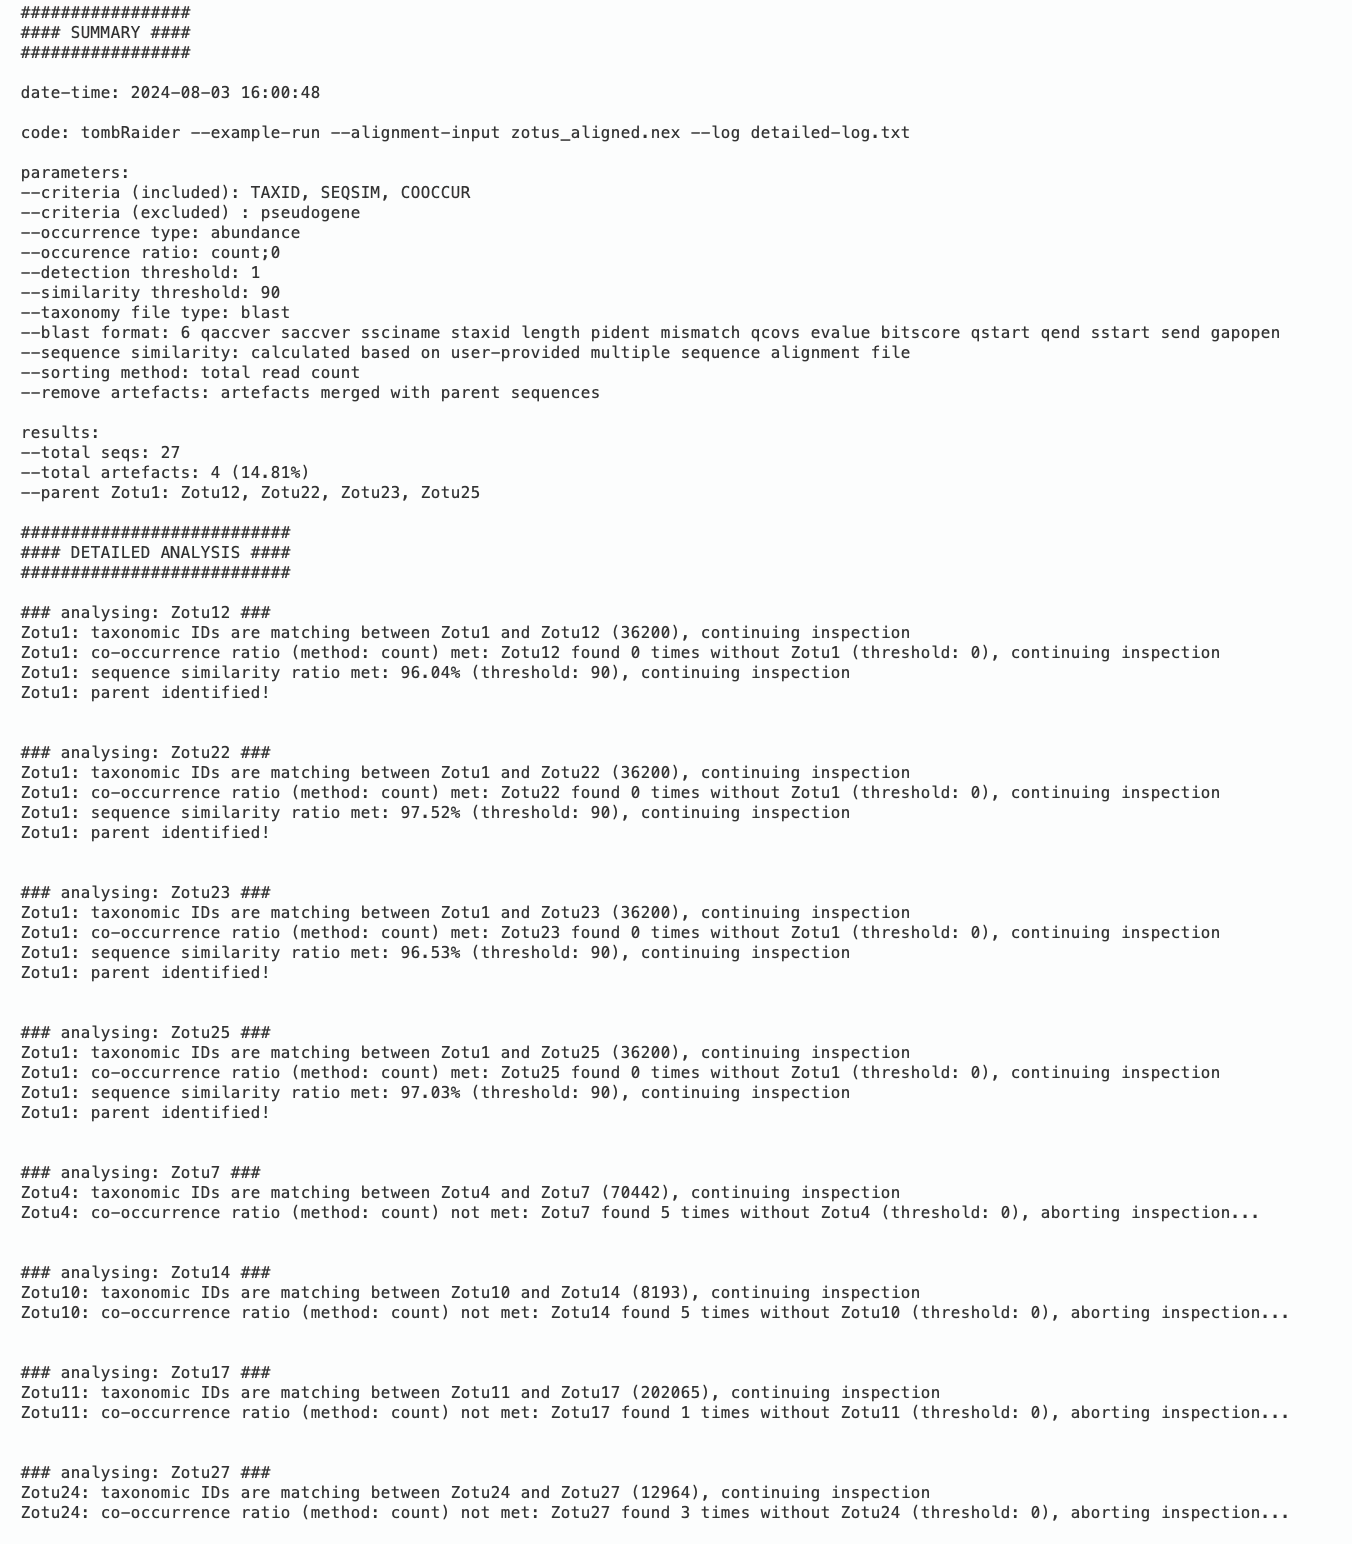 #################
#### SUMMARY ####
#################
date-time: 2024-08-03 16:00:48
code: tombRaider --example-run --alignment-input zotus_aligned.nex --log detailed-log.txt
parameters:
--criteria (included): TAXID, SEQSIM, COOCCUR
--criteria (excluded) : pseudogene
--occurrence type: abundance
--occurence ratio: count;0
--detection threshold: 1
--similarity threshold: 90
--taxonomy file type: blast
--blast format: 6 qaccver saccver ssciname staxid length pident mismatch qcovs evalue bitscore qstart qend sstart send gapopen
--sequence similarity: calculated based on user-provided multiple sequence alignment file
--sorting method: total read count
--remove artefacts: artefacts merged with parent sequences
results:
--total seqs: 27
--total artefacts: 4 (14.81%)
--parent Zotu1: Zotu12, Zotu22, Zotu23, Zotu25
###########################
#### DETAILED ANALYSIS ####
###########################
### analysing: Zotu12 ###
Zotu1: taxonomic IDs are matching between Zotu1 and Zotu12 (36200), continuing inspection
Zotu1: co-occurrence ratio (method: count) met: Zotu12 found 0 times without Zotu1 (threshold: 0), continuing inspection
Zotu1: sequence similarity ratio met: 96.04% (threshold: 90), continuing inspection
Zotu1: parent identified!
### analysing: Zotu22 ###
Zotu1: taxonomic IDs are matching between Zotu1 and Zotu22 (36200), continuing inspection
Zotu1: co-occurrence ratio (method: count) met: Zotu22 found 0 times without Zotu1 (threshold: 0), continuing inspection
Zotu1: sequence similarity ratio met: 97.52% (threshold: 90), continuing inspection
Zotu1: parent identified!
### analysing: Zotu23 ###
Zotu1: taxonomic IDs are matching between Zotu1 and Zotu23 (36200), continuing inspection
Zotu1: co-occurrence ratio (method: count) met: Zotu23 found 0 times without Zotu1 (threshold: 0), continuing inspection
Zotu1: sequence similarity ratio met: 96.53% (threshold: 90), continuing inspection
Zotu1: parent identified!
### analysing: Zotu25 ###
Zotu1: taxonomic IDs are matching between Zotu1 and Zotu25 (36200), continuing inspection
Zotu1: co-occurrence ratio (method: count) met: Zotu25 found 0 times without Zotu1 (threshold: 0), continuing inspection
Zotu1: sequence similarity ratio met: 97.03% (threshold: 90), continuing inspection
Zotu1: parent identified!
### analysing: Zotu7 ###
Zotu4: taxonomic IDs are matching between Zotu4 and Zotu7 (70442), continuing inspection
Zotu4: co-occurrence ratio (method: count) not met: Zotu7 found 5 times without Zotu4 (threshold: 0), aborting inspection...
### analysing: Zotu14 ###
Zotu10: taxonomic IDs are matching between Zotu10 and Zotu14 (8193), continuing inspection
Zotu10: co-occurrence ratio (method: count) not met: Zotu14 found 5 times without Zotu10 (threshold: 0), aborting inspection...
### analysing: Zotu17 ###
Zotu11: taxonomic IDs are matching between Zotu11 and Zotu17 (202065), continuing inspection
Zotu11: co-occurrence ratio (method: count) not met: Zotu17 found 1 times without Zotu11 (threshold: 0), aborting inspection...
### analysing: Zotu27 ###
Zotu24: taxonomic IDs are matching between Zotu24 and Zotu27 (12964), continuing inspection
Zotu24: co-occurrence ratio (method: count) not met: Zotu27 found 3 times without Zotu24 (threshold: 0), aborting inspection...